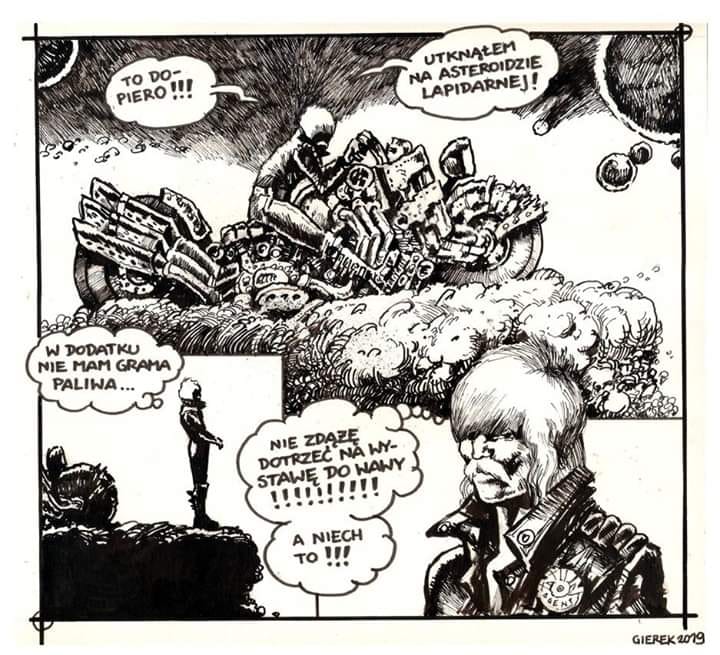 TO DO-
PIERO!!!
UTKNĄŁEM
NA ASTEROIDZIE
LAPIDARNEJ!
W DODATKU
NIE MAM GRAMA
PALIWA...
NIE ZDĄŻĘ
DOTRZEĆ NA WY-
STAWĘ DO WAWY
!!!!!!!!!!
A NIECH
TO!!!
AGENT
GIEREK 2019